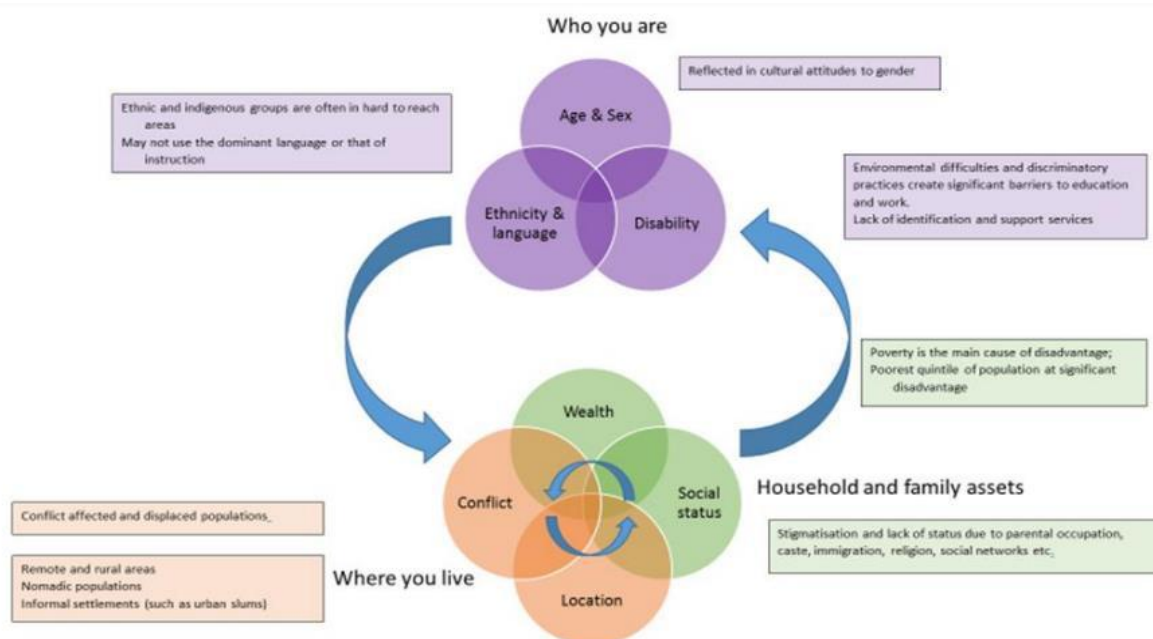 Who you are
Reflected in cultural attitudes to gender
Ethnic and indigenous groups are often in hard to reach
areas
May not use the dominant language or that of
instruction
Age & Sex
Ethnicity &
language
Disability
Environmental difficulties and discriminatory
practices create significant barriers to education
and work.
Lack of identification and support services
Poverty is the main cause of disadvantage;
Poorest quintile of population at significant
disadvantage
Wealth
Conflict
Social
status
Location
Household and family assets
Stigmatisation and lack of status due to parental occupation,
caste, immigration, religion, social networks etc.
Conflict affected and displaced populations.
Where you live
Remote and rural areas
Nomadic populations
Informal settlements (such as urban slums)